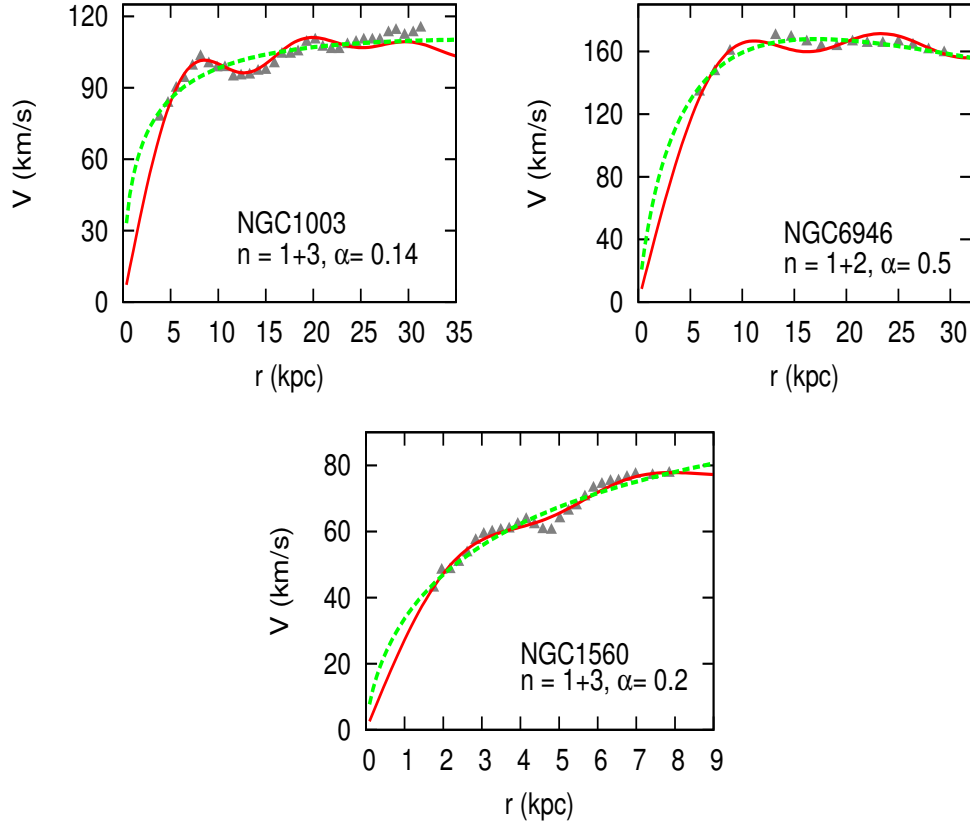 120
90
60
30
0
V (km/s)
NGC1003
n = 1+3, α= 0.14
0 5 10 15 20 25 30 35
r (kpc)
160
120
80
40
0
V (km/s)
NGC6946
n = 1+2, α= 0.5
0 5 10 15 20 25 30
r (kpc)
80
60
40
20
0
V (km/s)
NGC1560
n = 1+3, α= 0.2
0 1 2 3 4 5 6 7 8 9
r (kpc)